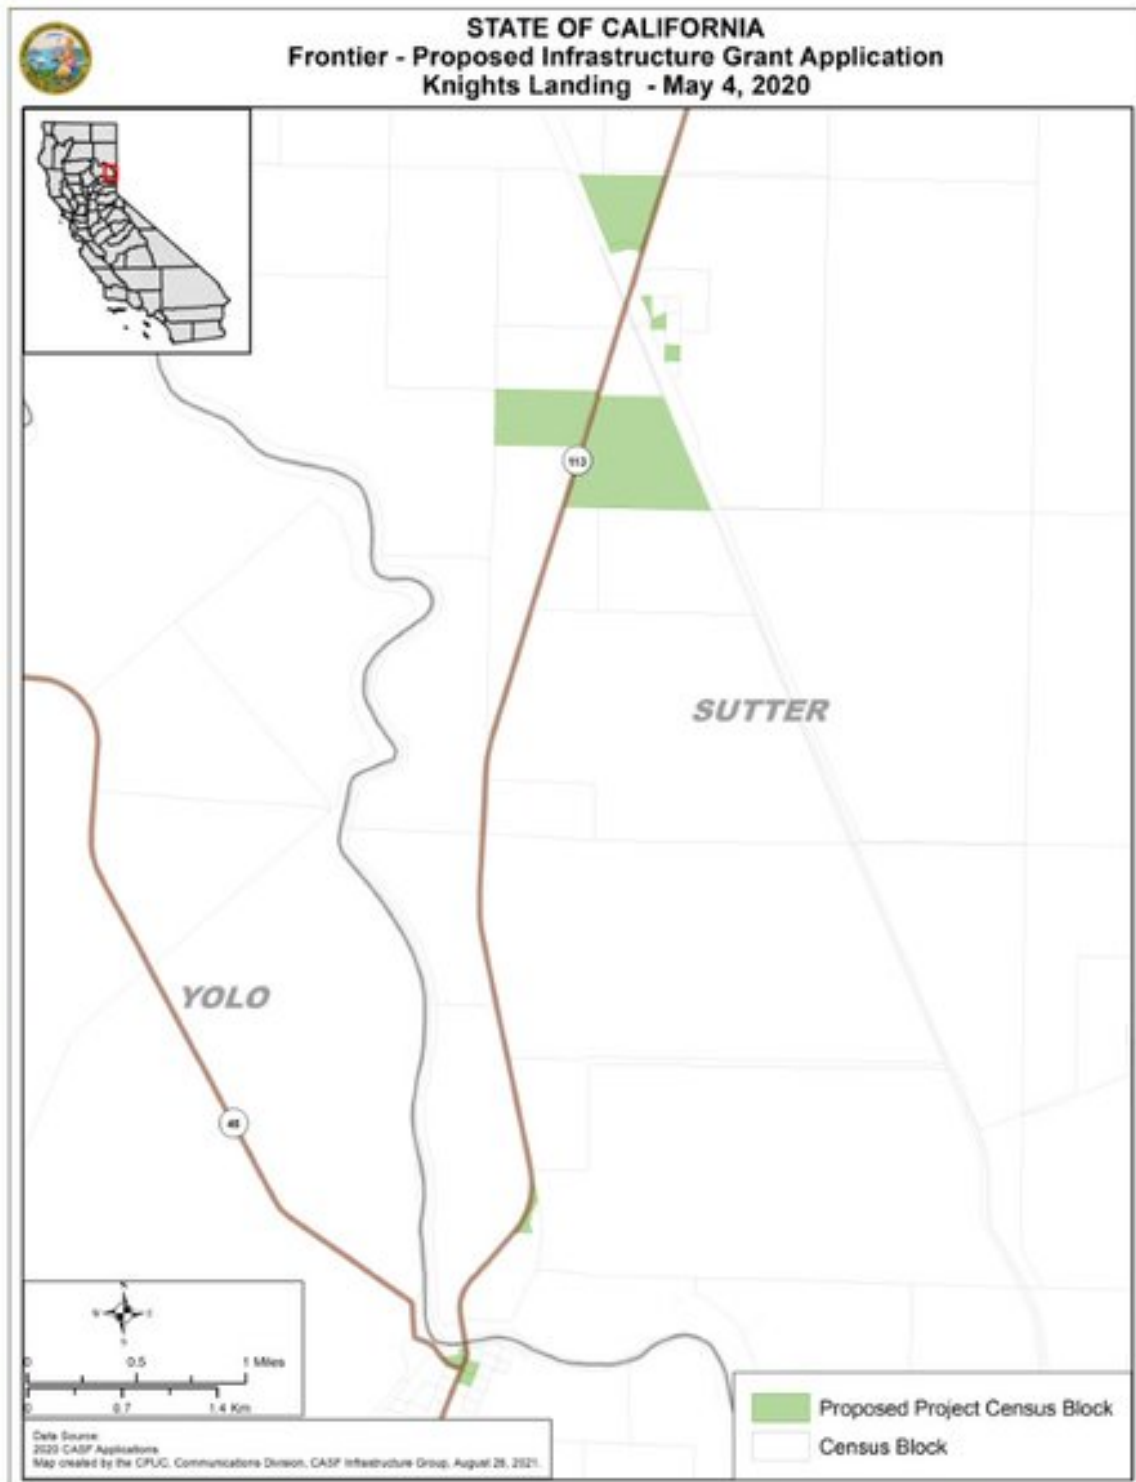 STATE OF CALIFORNIA
Frontier - Proposed Infrastructure Grant Application
Knights Landing - May 4, 2020
113
SUTTER
YOLO
45
N
W E
S
0 0.5 1 Miles
0 0.7 1.4 Km
Data Source:
2020 CASF Applications
Map created by the CPUC, Communications Division, CASF Infrastructure Group, August 26, 2021.
Proposed Project Census Block
Census Block